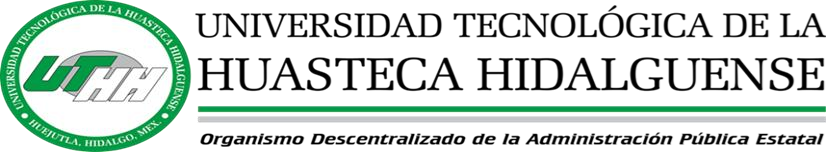 UNIVERSIDAD TECNOLÓGICA DE LA HUASTECA HIDALGUENSE
UTHH
• HUEJUTLA, HIDALGO, MEX. •
UNIVERSIDAD TECNOLÓGICA DE LA
HUASTECA HIDALGUENSE
Organismo Descentralizado de la Administración Pública Estatal